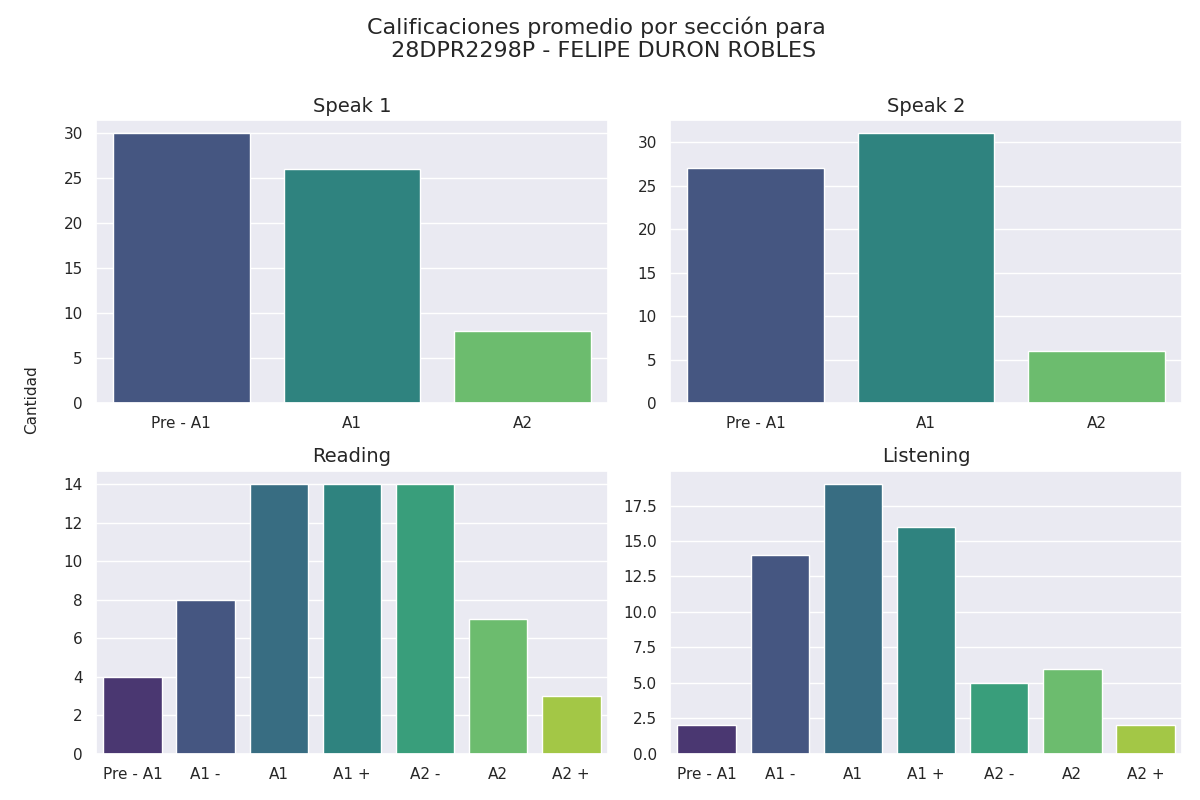 Calificaciones promedio por sección para
28DPR2298P - FELIPE DURON ROBLES
Cantidad
Speak 1
30
25
20
15
10
5
0
Pre - A1 A1 A2
Speak 2
30
25
20
15
10
5
0
Pre - A1 A1 A2
Reading
14
12
10
8
6
4
2
0
Pre - A1 A1 - A1 A1 + A2 - A2 A2 +
Listening
17.5
15.0
12.5
10.0
7.5
5.0
2.5
0.0
Pre - A1 A1 - A1 A1 + A2 - A2 A2 +